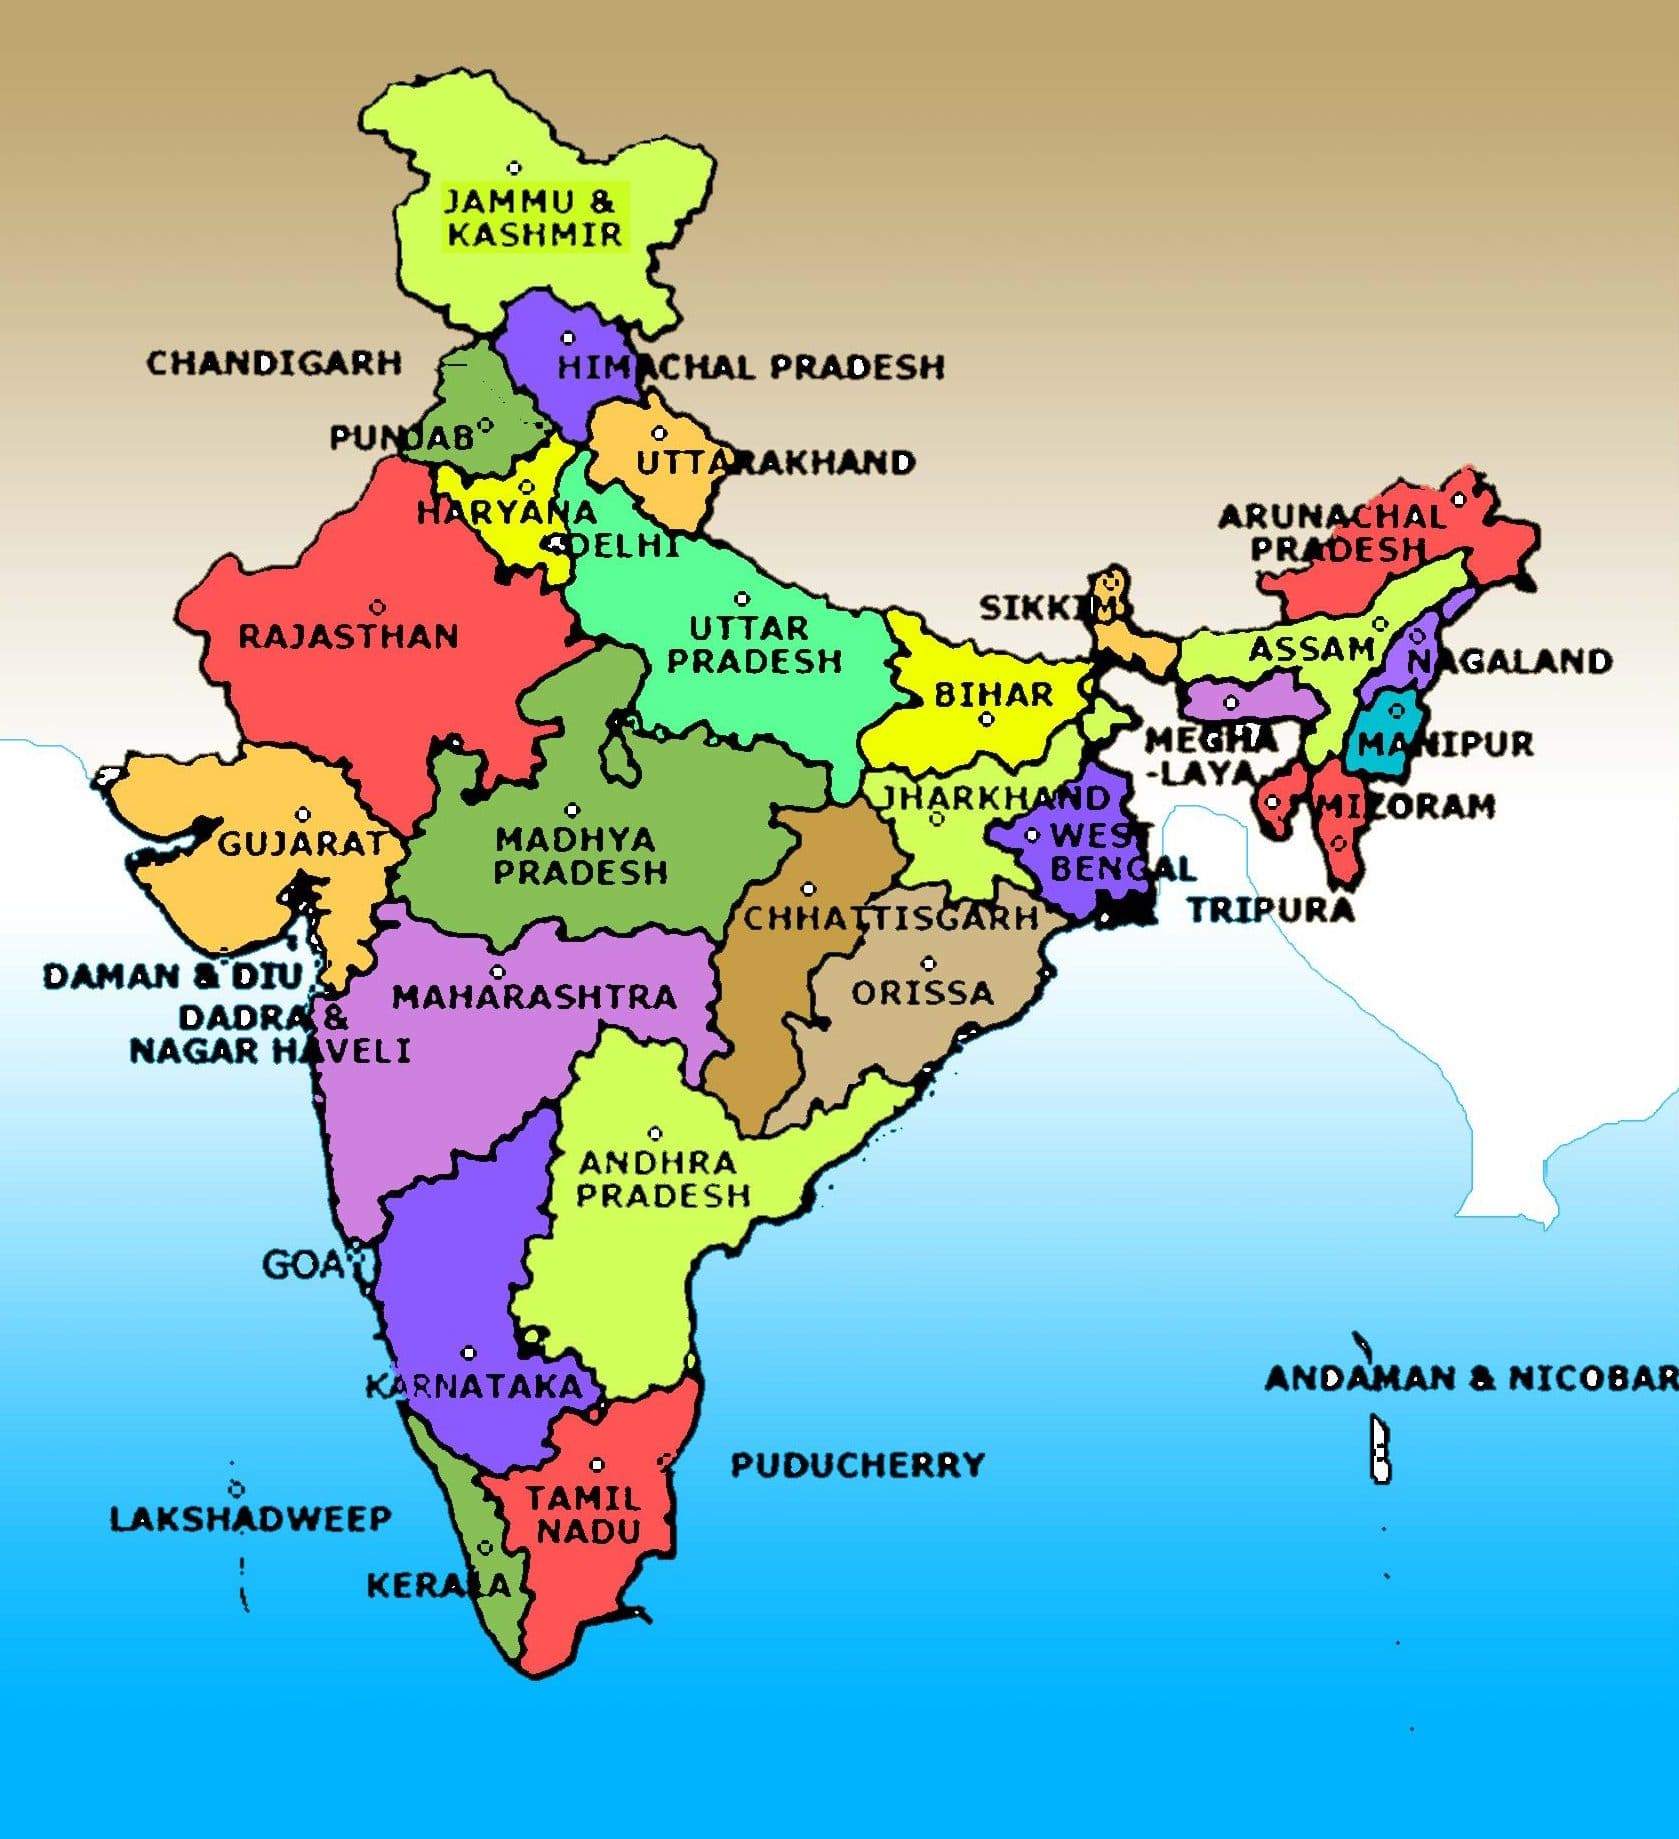 JAMMU &
KASHMIR
CHANDIGARH
HIMACHAL PRADESH
PUNJAB
UTTARAKHAND
HARYANA
DELHI
ARUNACHAL
PRADESH
SIKKIM
RAJASTHAN
UTTAR
PRADESH
ASSAM
NAGALAND
BIHAR
MEGHA
-LAYA
MANIPUR
JHARKHAND
MIZORAM
GUJARAT
MADHYA
PRADESH
WEST
BENGAL
TRIPURA
CHHATTISGARH
DAMAN & DIU
DADRA &
NAGAR HAVELI
MAHARASHTRA
ORISSA
ANDHRA
PRADESH
GOA
KARNATAKA
ANDAMAN & NICOBAR
PUDUCHERRY
TAMIL
NADU
LAKSHADWEEP
KERALA